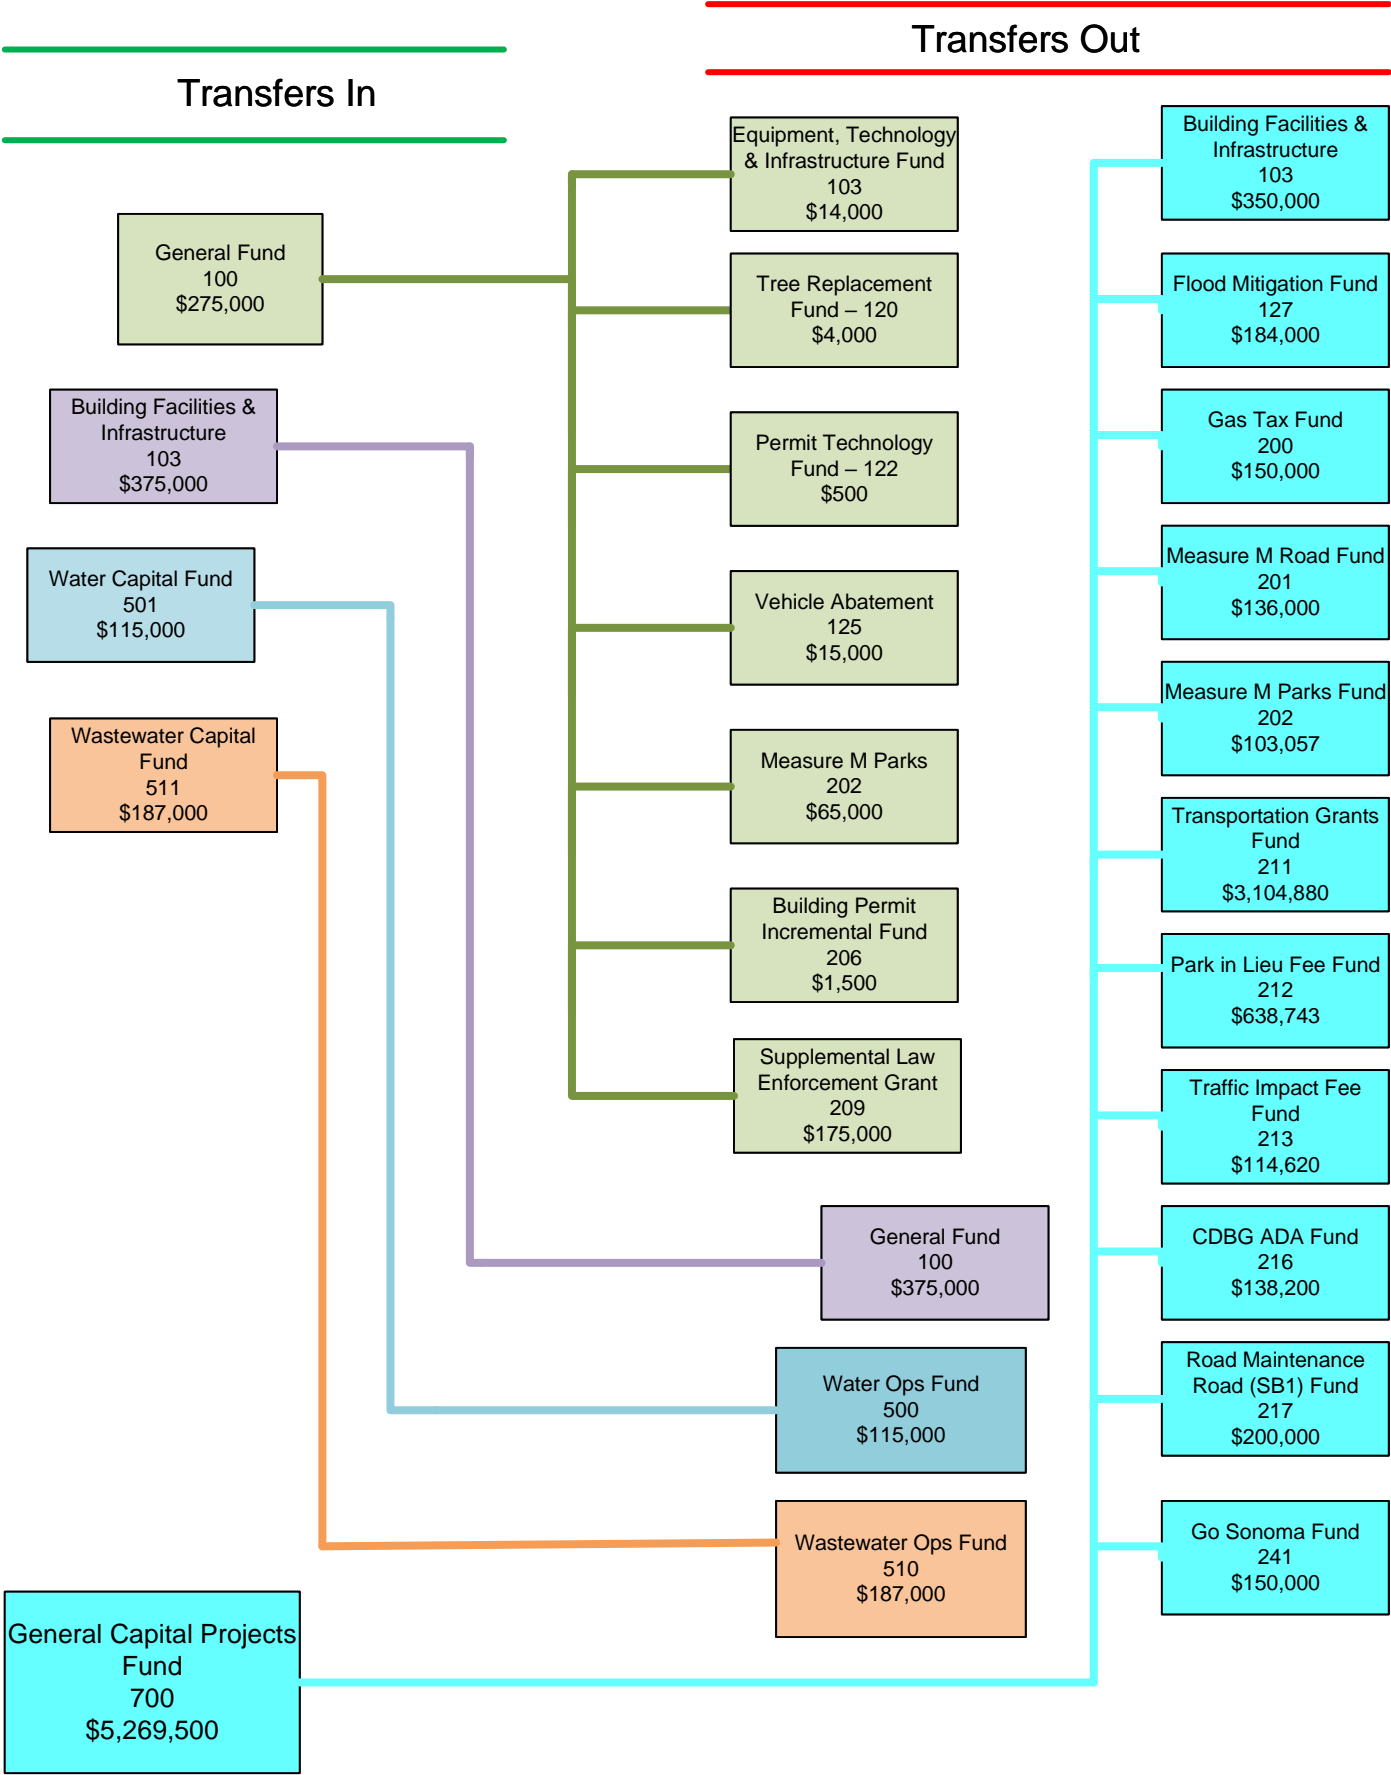 Transfers Out
Transfers In
General Fund
100
$275,000
Building Facilities &
Infrastructure
103
$375,000
Water Capital Fund
501
$115,000
Wastewater Capital
Fund
511
$187,000
General Capital Projects
Fund
700
$5,269,500
Equipment, Technology
& Infrastructure Fund
103
$14,000
Tree Replacement
Fund – 120
$4,000
Permit Technology
Fund – 122
$500
Vehicle Abatement
125
$15,000
Measure M Parks
202
$65,000
Building Permit
Incremental Fund
206
$1,500
Supplemental Law
Enforcement Grant
209
$175,000
General Fund
100
$375,000
Water Ops Fund
500
$115,000
Wastewater Ops Fund
510
$187,000
Building Facilities &
Infrastructure
103
$350,000
Flood Mitigation Fund
127
$184,000
Gas Tax Fund
200
$150,000
Measure M Road Fund
201
$136,000
Measure M Parks Fund
202
$103,057
Transportation Grants
Fund
211
$3,104,880
Park in Lieu Fee Fund
212
$638,743
Traffic Impact Fee
Fund
213
$114,620
CDBG ADA Fund
216
$138,200
Road Maintenance
Road (SB1) Fund
217
$200,000
Go Sonoma Fund
241
$150,000